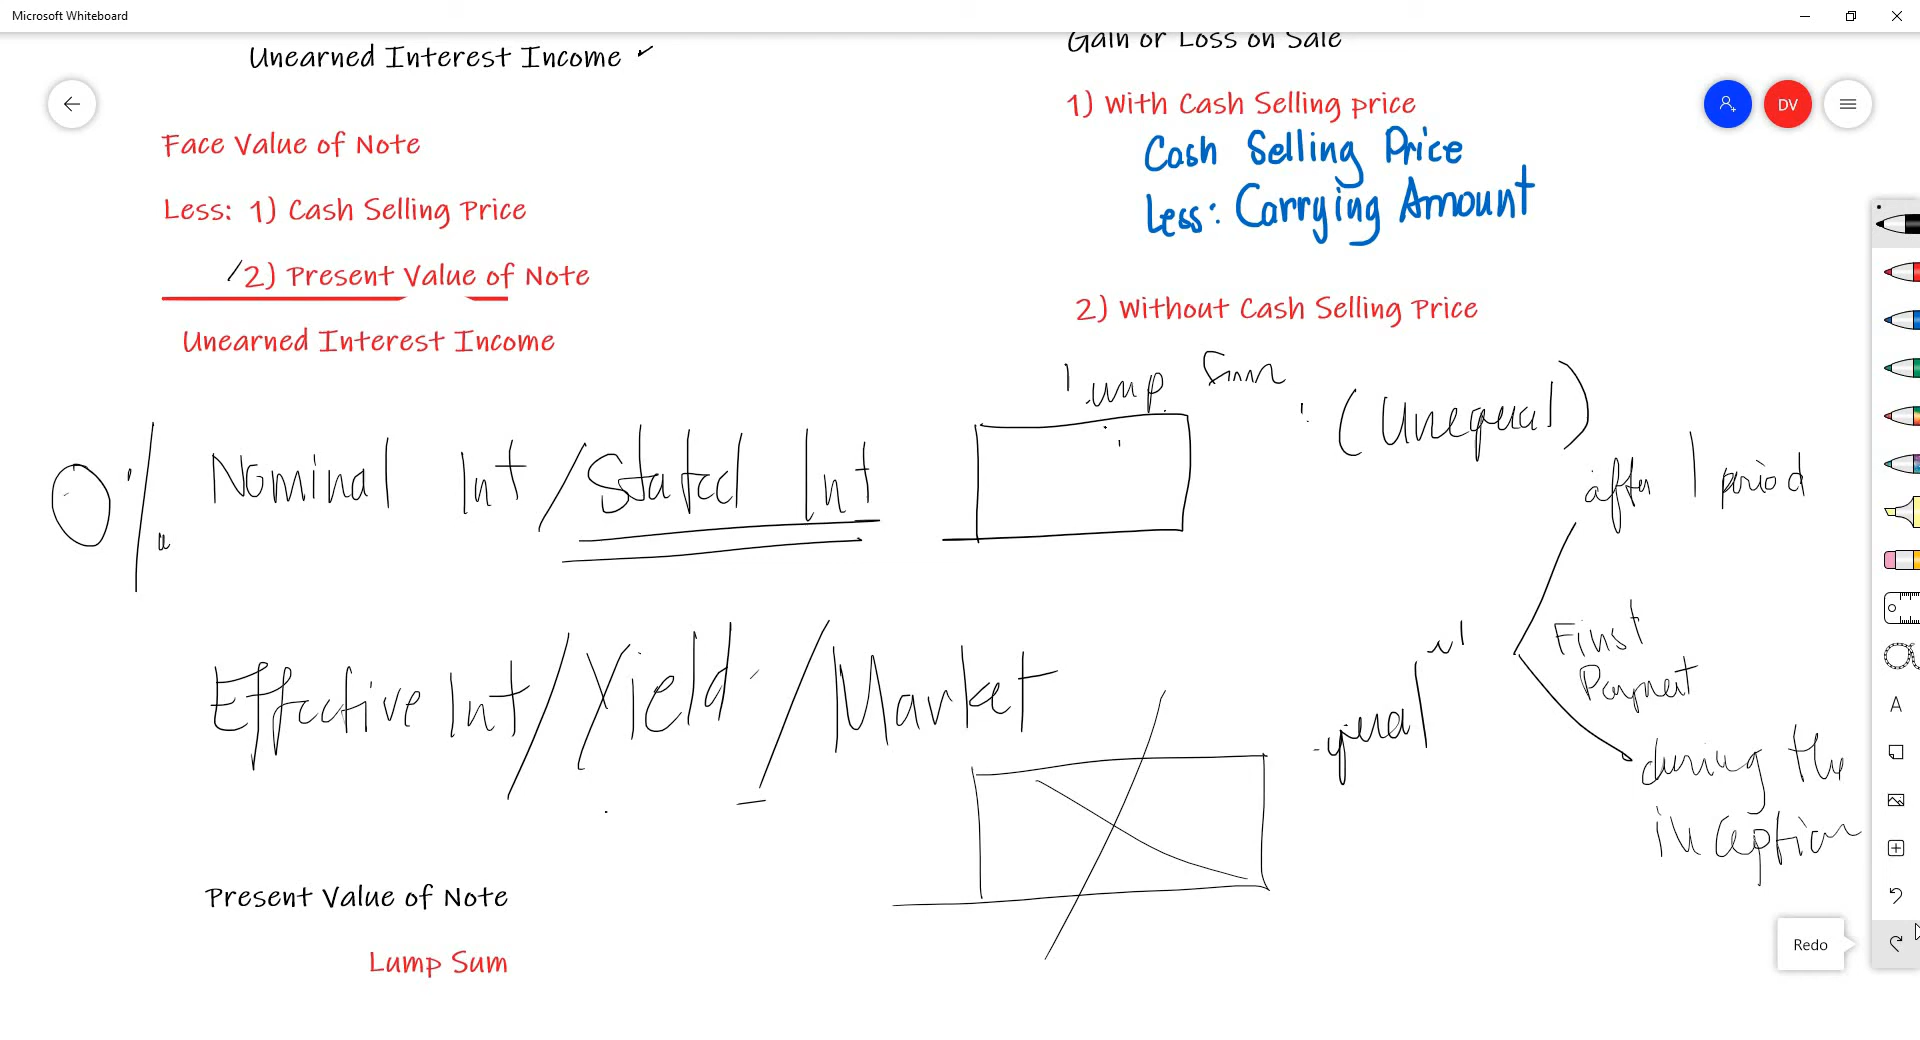 Microsoft Whiteboard
Unearned Interest Income
Face Value of Note
Less: 1) Cash Selling Price
2) Present Value of Note
Unearned Interest Income
Gain or Loss on Sale
1) With Cash Selling price
Cash Selling Price
Less: Carrying Amount
2) Without Cash Selling Price
DV
0% Nominal Int / Stated Int
(Unequal)
after 1 period
First
Payment
during the
inception
Effective Int / Yield / Market
Present Value of Note
Lump Sum
A
Redo